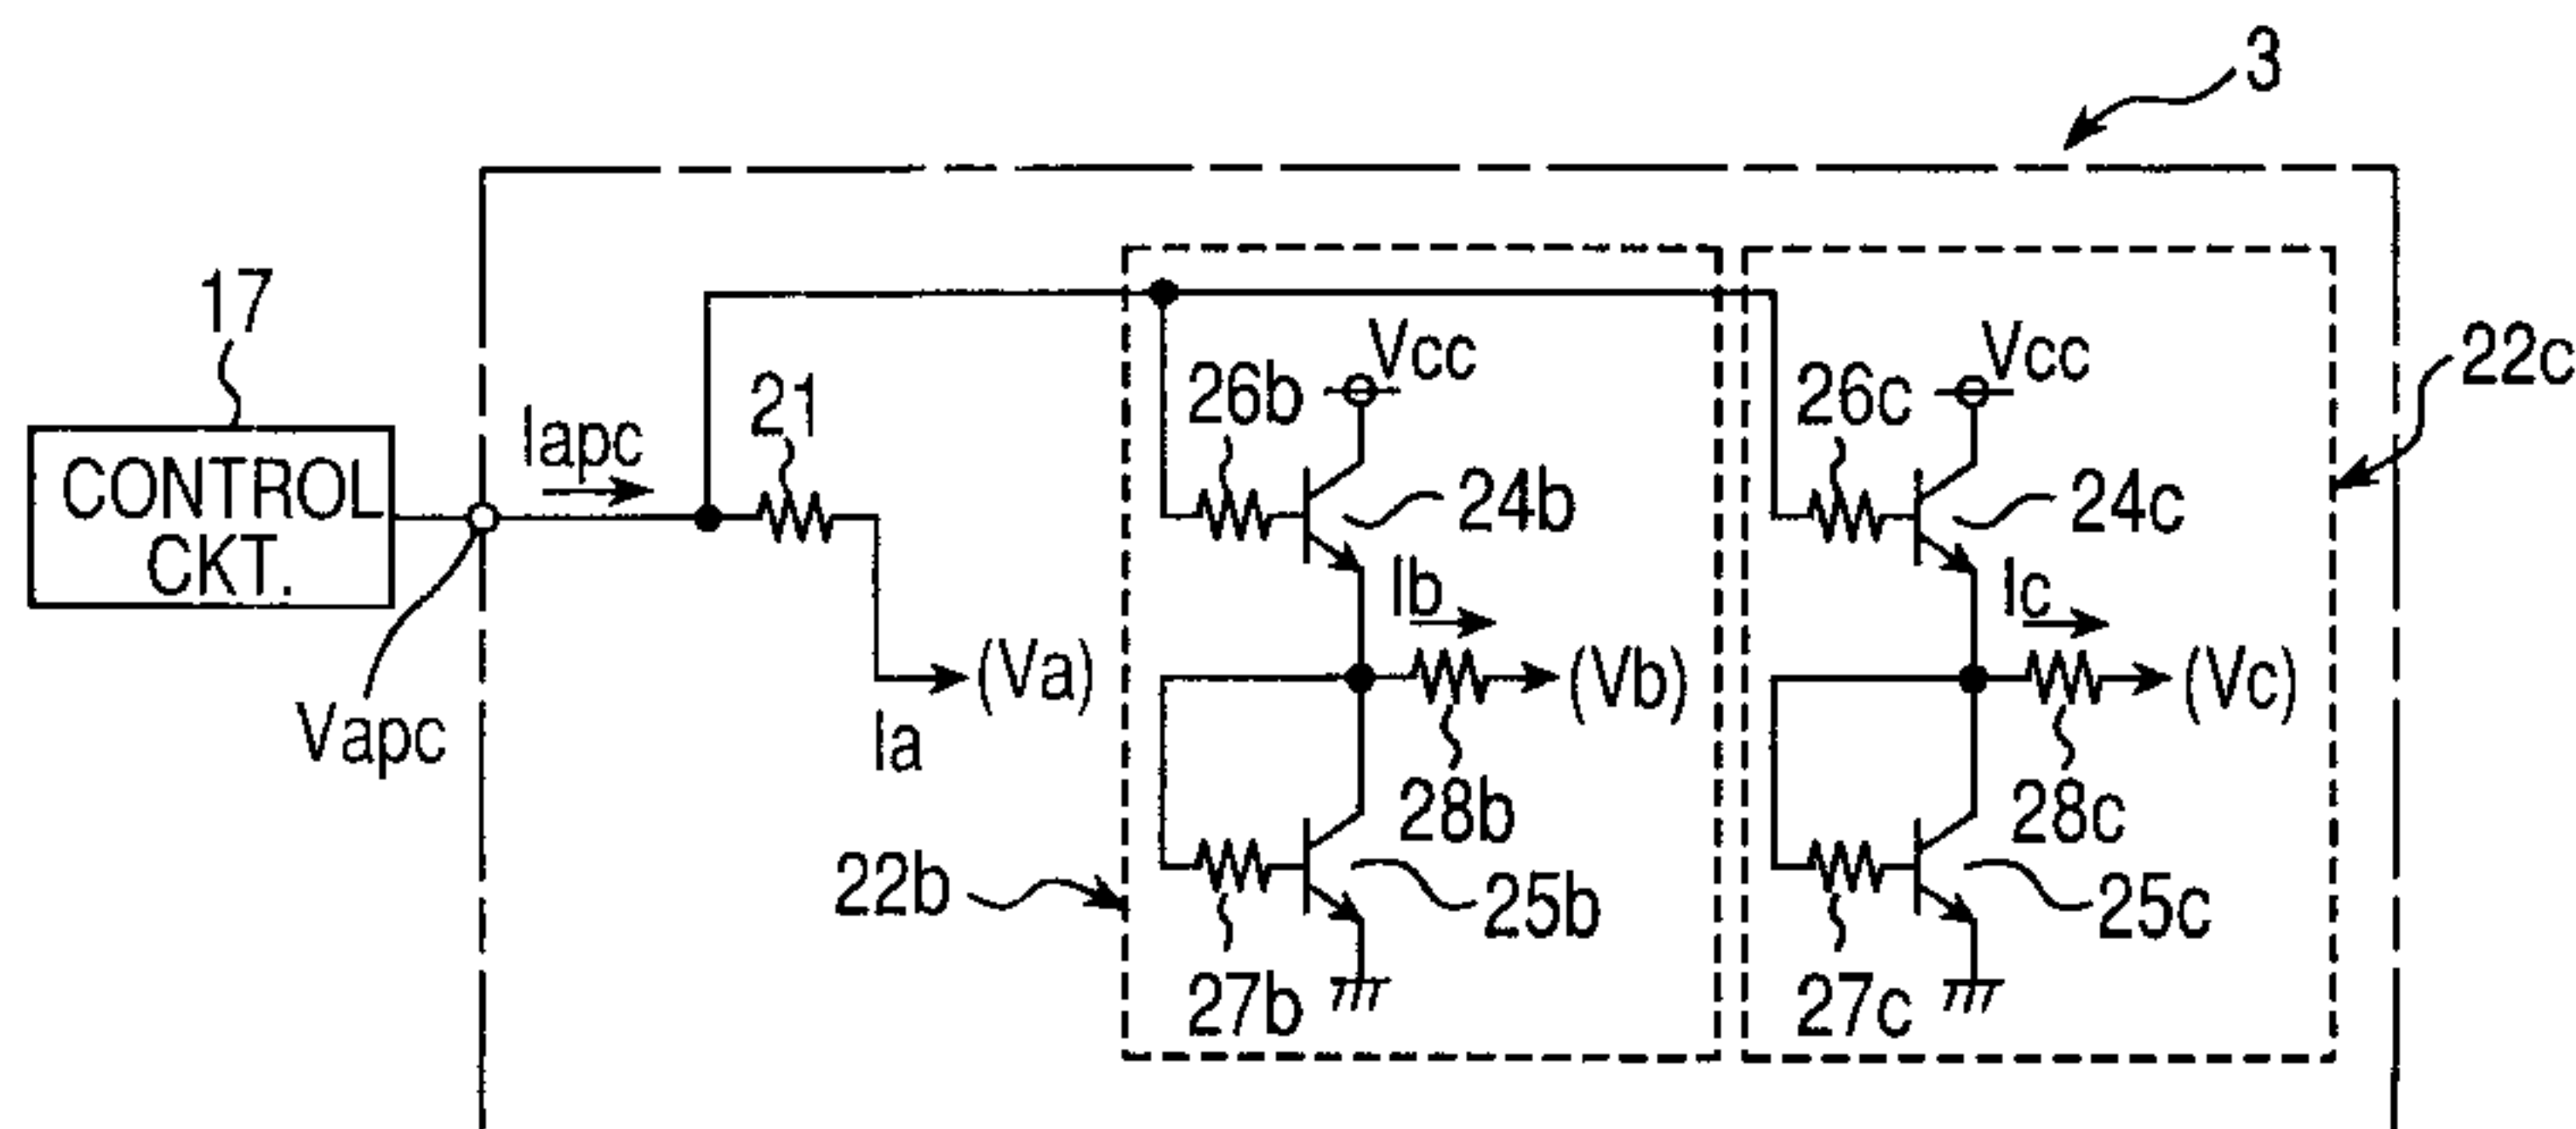 3
17
CONTROL
CKT.
Vapc
Iapc
21
Ia
(Va)
Vcc
26b
24b
Ib
(Vb)
28b
22b
25b
27b
Vcc
26c
24c
Ic
(Vc)
28c
22c
25c
27c